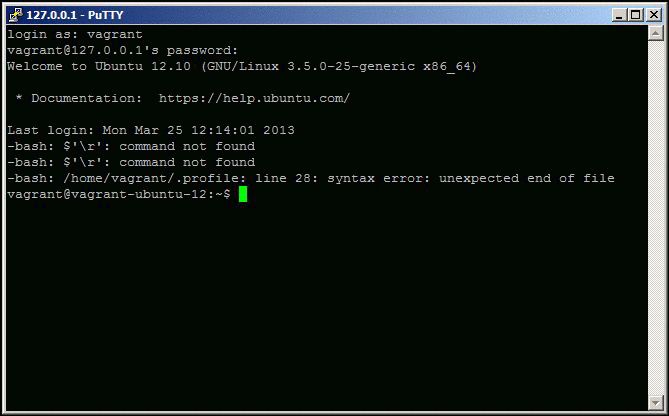 127.0.0.1 - PuTTY
login as: vagrant
vagrant@127.0.0.1's password:
Welcome to Ubuntu 12.10 (GNU/Linux 3.5.0-25-generic x86_64)
* Documentation:  https://help.ubuntu.com/
Last login: Mon Mar 25 12:14:01 2013
-bash: $'\r': command not found
-bash: $'\r': command not found
-bash: /home/vagrant/.profile: line 28: syntax error: unexpected end of file
vagrant@vagrant-ubuntu-12:~$